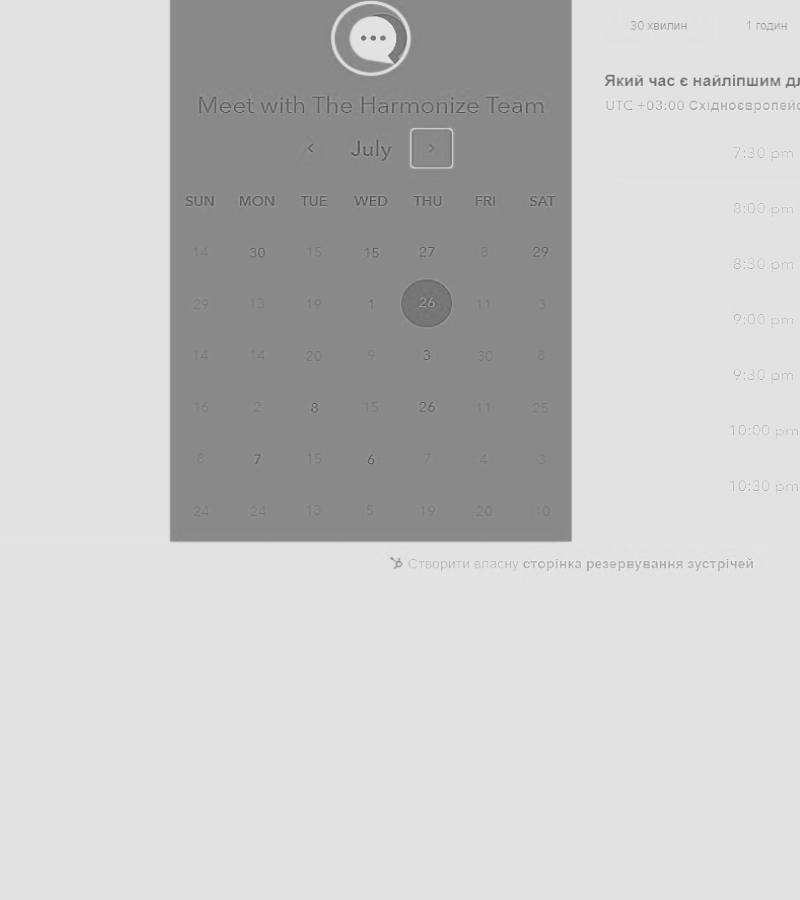 30 хвилин
1 годин
Meet with The Harmonize Team
Який час є найліпшим дл
UTC +03:00 Східноєвропейс
July
SUN MON TUE WED THU FRI SAT
14 30 15 15 27 8 29
29 13 19 1 26 11 3
14 14 20 9 3 30 8
16 2 8 15 26 11 25
8 7 15 6 7 4 3
24 24 13 5 19 20 10
7:30 pm
8:00 pm
8:30 pm
9:00 pm
9:30 pm
10:00 pm
10:30 pm
Створити власну сторінка резервування зустрічей